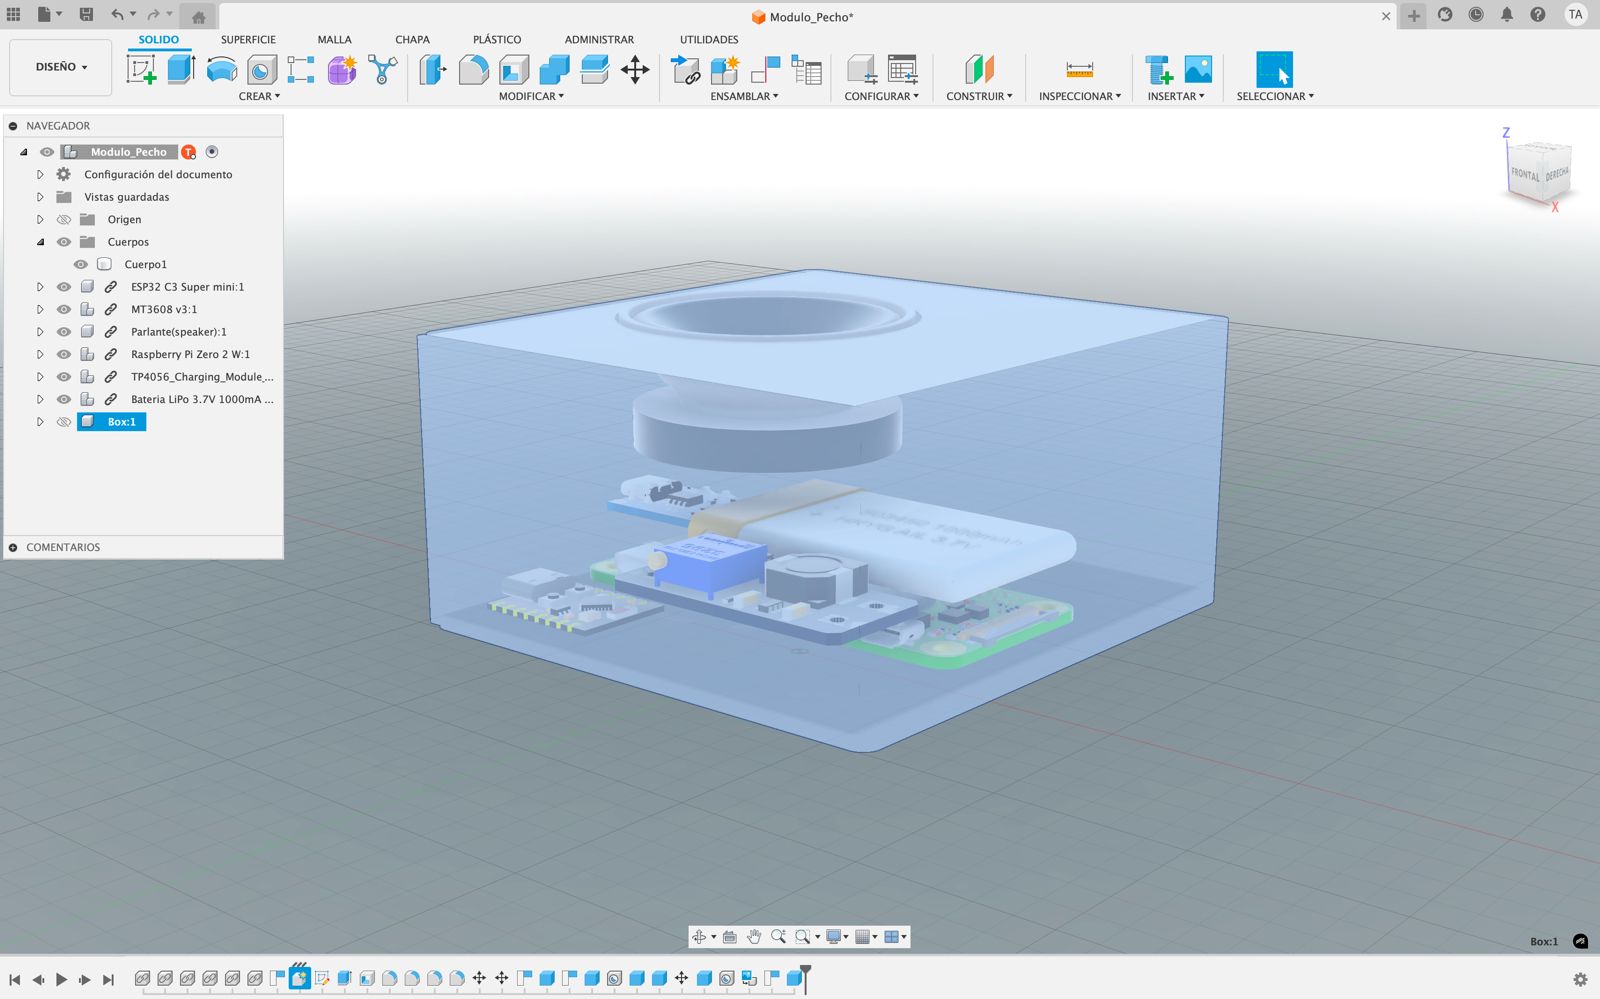 Modulo_Pecho*
TA
DISEÑO
SOLIDO
SUPERFICIE
MALLA
CHAPA
PLÁSTICO
ADMINISTRAR
UTILIDADES
CREAR
MODIFICAR
ENSAMBLAR
CONFIGURAR
CONSTRUIR
INSPECCIONAR
INSERTAR
SELECCIONAR
NAVEGADOR
Modulo_Pecho
T
Configuración del documento
Vistas guardadas
Origen
Cuerpos
Cuerpo1
ESP32 C3 Super mini:1
MT3608 v3:1
Parlante(speaker):1
Raspberry Pi Zero 2 W:1
TP4056_Charging_Module_...
Bateria LiPo 3.7V 1000mA ...
Box:1
COMENTARIOS
Z
FRONTAL
DERECHA
X
Box:1